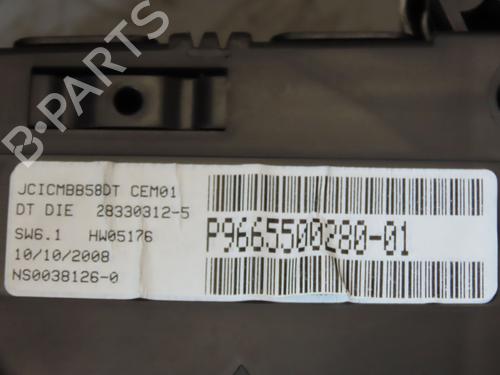 B-PARTS
JCICMBB58DT CEM01
DT DIE 28330312-5
SW6.1 HW05176
10/10/2008
NS0038126-0
P9665500280-01